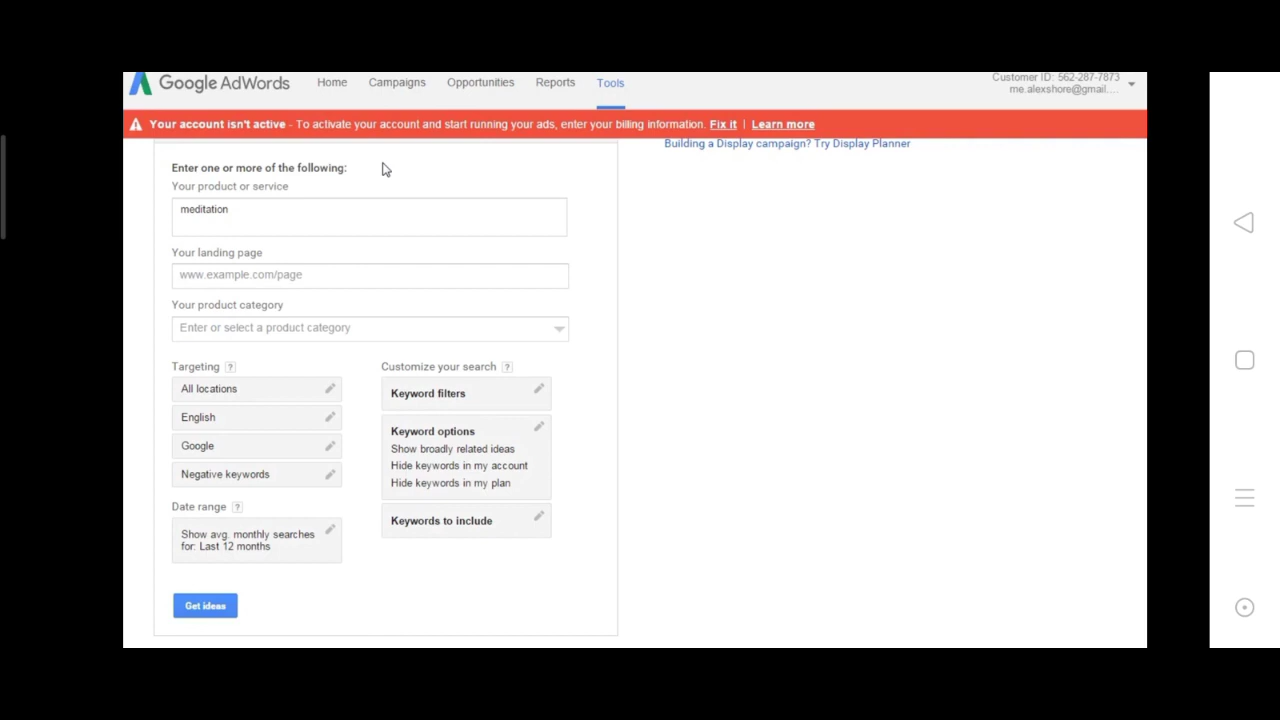 Google AdWords Home Campaigns Opportunities Reports Tools
Customer ID: 562-287-7873
me.alexshore@gmail....
Your account isn't active - To activate your account and start running your ads, enter your billing information. Fix it | Learn more
Building a Display campaign? Try Display Planner
Enter one or more of the following:
Your product or service
meditation
Your landing page
www.example.com/page
Your product category
Enter or select a product category
Targeting ?
All locations
English
Google
Negative keywords
Date range ?
Show avg. monthly searches
for: Last 12 months
Customize your search ?
Keyword filters
Keyword options
Show broadly related ideas
Hide keywords in my account
Hide keywords in my plan
Keywords to include
Get ideas